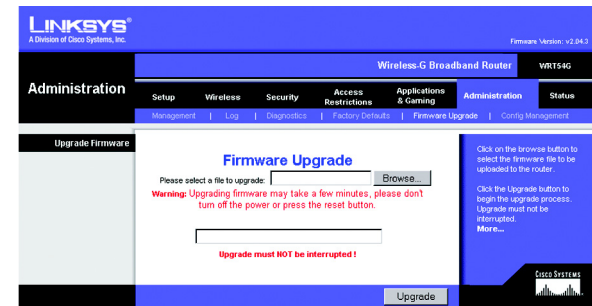 LINKSYS®
A Division of Cisco Systems, Inc.
Firmware Version: v2.04.3
Wireless-G Broadband Router WRT54G
Administration
Setup Wireless Security Access Restrictions Applications & Gaming Administration Status
Management | Log | Diagnostics | Factory Defaults | Firmware Upgrade | Config Management
Upgrade Firmware
Firmware Upgrade
Please select a file to upgrade: Browse...
Warning: Upgrading firmware may take a few minutes, please don't
turn off the power or press the reset button.
Upgrade must NOT be interrupted !
Upgrade
Click on the browse button to
select the firmware file to be
uploaded to the router.
Click the Upgrade button to
begin the upgrade process.
Upgrade must not be
interrupted.
More...
CISCO SYSTEMS